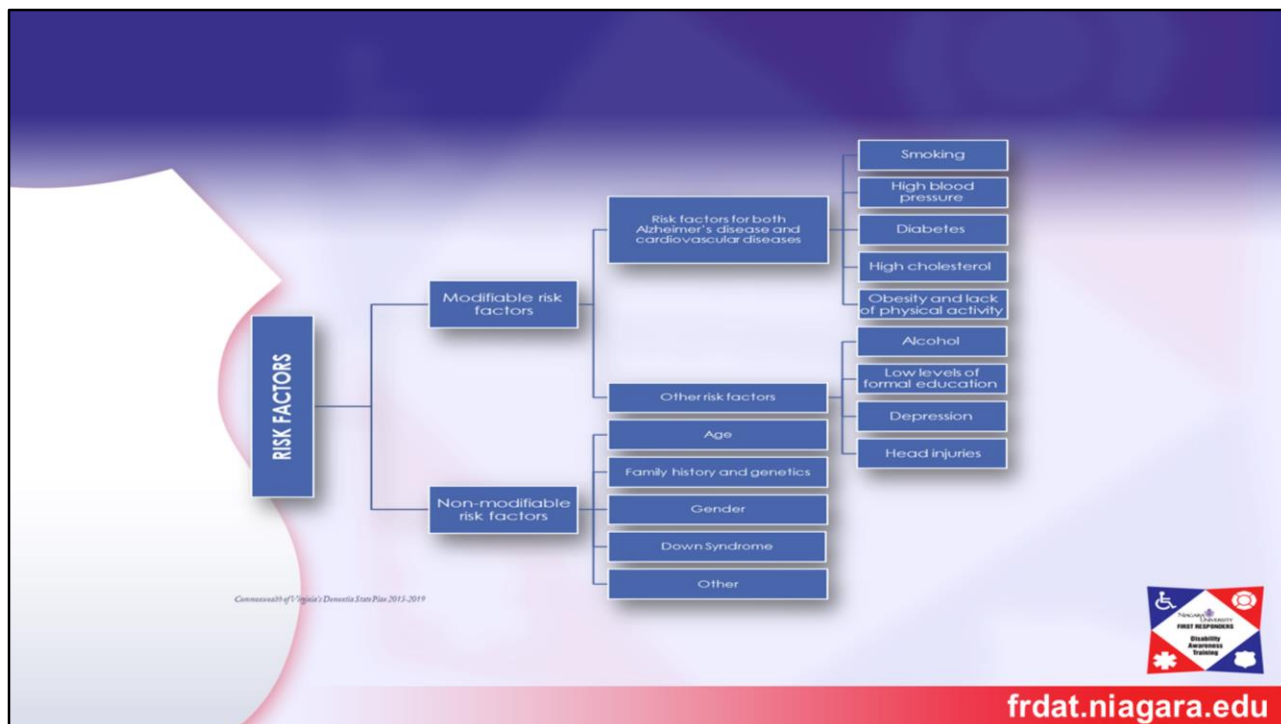 RISK FACTORS
Modifiable risk
factors
Risk factors for both
Alzheimer's disease and
cardiovascular diseases
Smoking
High blood
pressure
Diabetes
High cholesterol
Obesity and lack
of physical activity
Other risk factors
Alcohol
Low levels of
formal education
Depression
Head injuries
Non-modifiable
risk factors
Age
Family history and genetics
Gender
Down Syndrome
Other
Commonwealth of Virginia's Dementia State Plan 2015-2019
NIAGARA
UNIVERSITY
FIRST RESPONDERS
Disability
Awareness
Training
frdat.niagara.edu